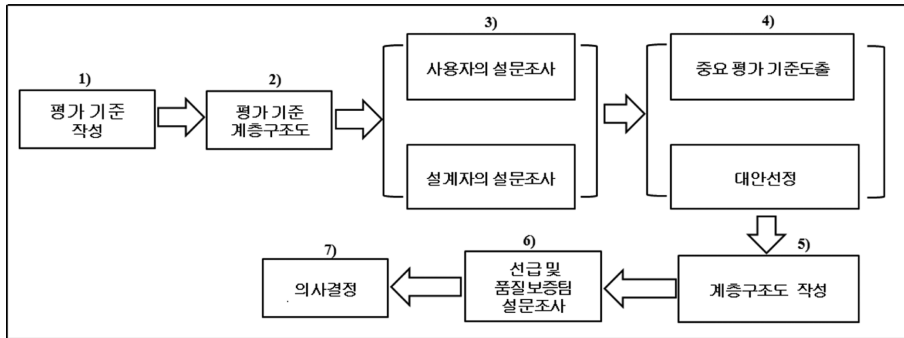 1)
평가 기준
작성
2)
평가 기준
계층구조도
3)
사용자의 설문조사
설계자의 설문조사
4)
중요 평가 기준도출
대안선정
5)
계층구조도 작성
6)
선급 및
품질보증팀
설문조사
7)
의사결정